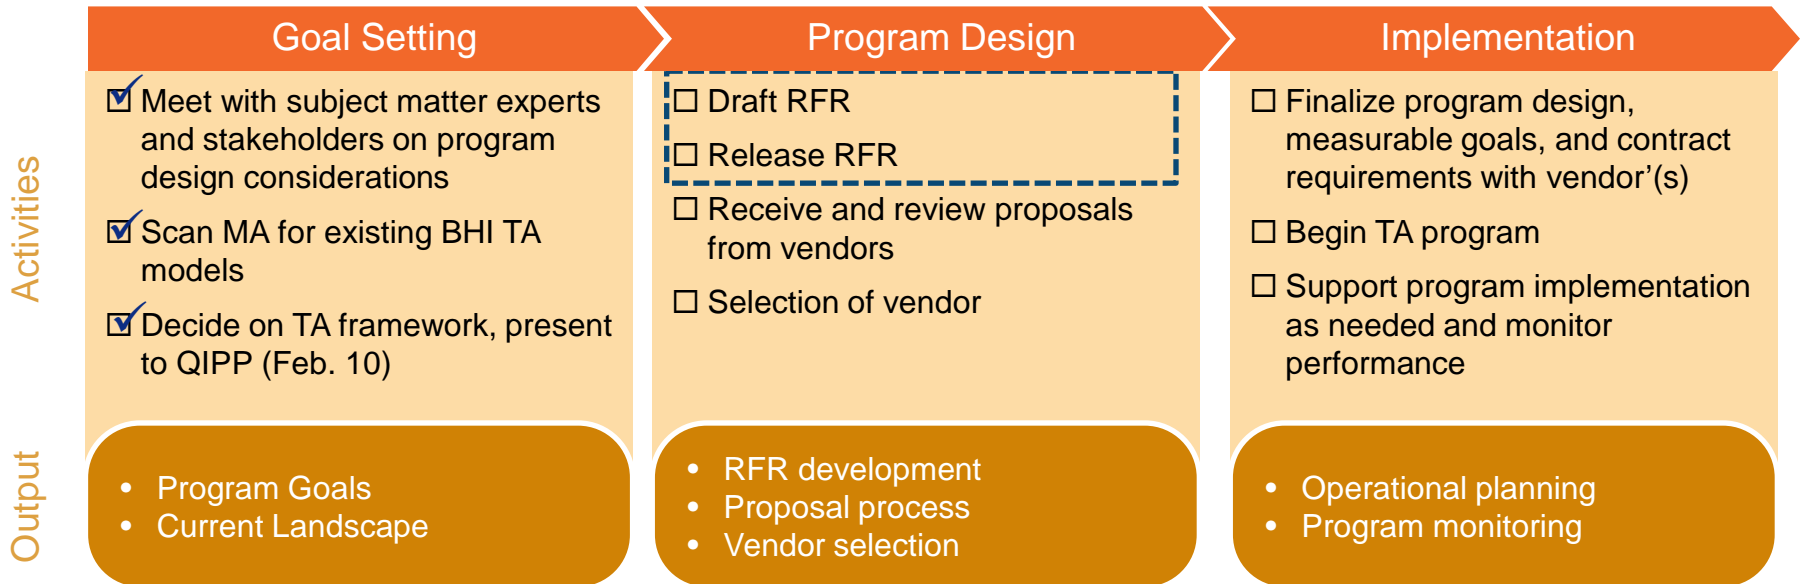 Goal Setting
Program Design
Implementation
Activities
Meet with subject matter experts
and stakeholders on program
design considerations
Scan MA for existing BHI TA
models
Decide on TA framework, present
to QIPP (Feb. 10)
Draft RFR
Release RFR
Receive and review proposals
from vendors
Selection of vendor
Finalize program design,
measurable goals, and contract
requirements with vendor’(s)
Begin TA program
Support program implementation
as needed and monitor
performance
Output
• Program Goals
• Current Landscape
• RFR development
• Proposal process
• Vendor selection
• Operational planning
• Program monitoring